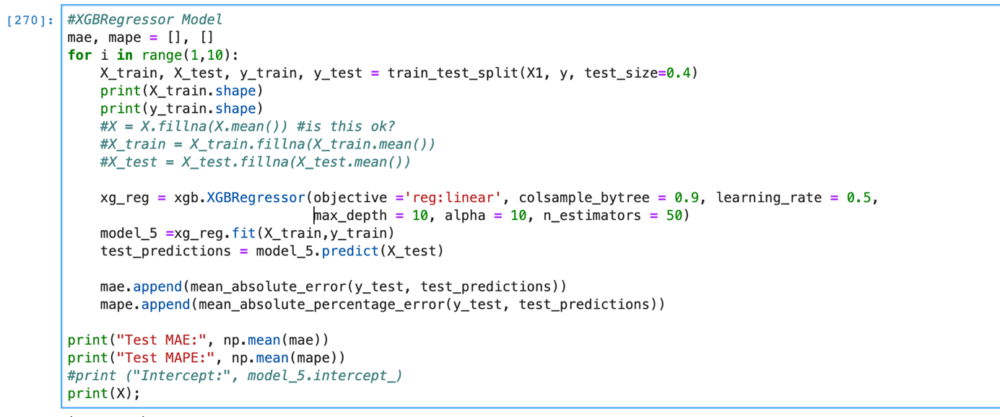 [270]: #XGBRegressor Model
mae, mape = [], []
for i in range(1,10):
    X_train, X_test, y_train, y_test = train_test_split(X1, y, test_size=0.4)
    print(X_train.shape)
    print(y_train.shape)
    #X = X.fillna(X.mean()) #is this ok?
    #X_train = X_train.fillna(X_train.mean())
    #X_test = X_test.fillna(X_test.mean())
    xg_reg = xgb.XGBRegressor(objective ='reg:linear', colsample_bytree = 0.9, learning_rate = 0.5,
                              max_depth = 10, alpha = 10, n_estimators = 50)
    model_5 =xg_reg.fit(X_train,y_train)
    test_predictions = model_5.predict(X_test)
    mae.append(mean_absolute_error(y_test, test_predictions))
    mape.append(mean_absolute_percentage_error(y_test, test_predictions))
print("Test MAE:", np.mean(mae))
print("Test MAPE:", np.mean(mape))
#print ("Intercept:", model_5.intercept_)
print(X);